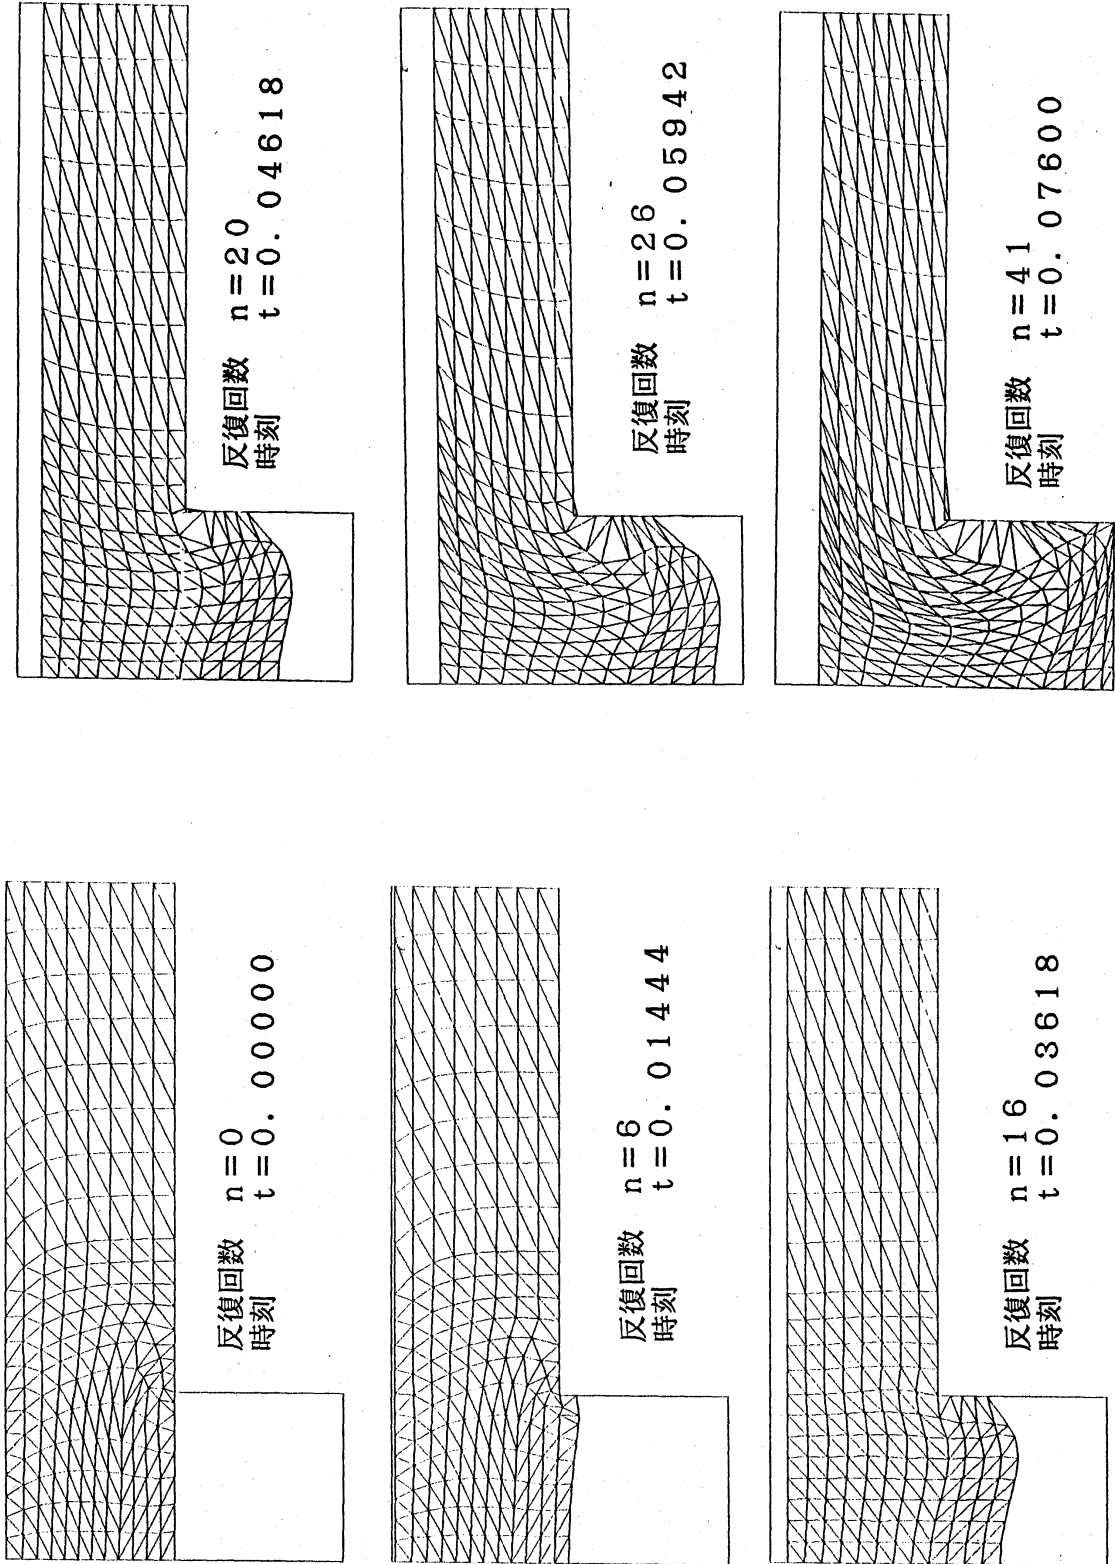 反復回数 n=0
時刻 t=0.00000
反復回数 n=6
時刻 t=0.01444
反復回数 n=16
時刻 t=0.03618
反復回数 n=20
時刻 t=0.04618
反復回数 n=26
時刻 t=0.05942
反復回数 n=41
時刻 t=0.07600